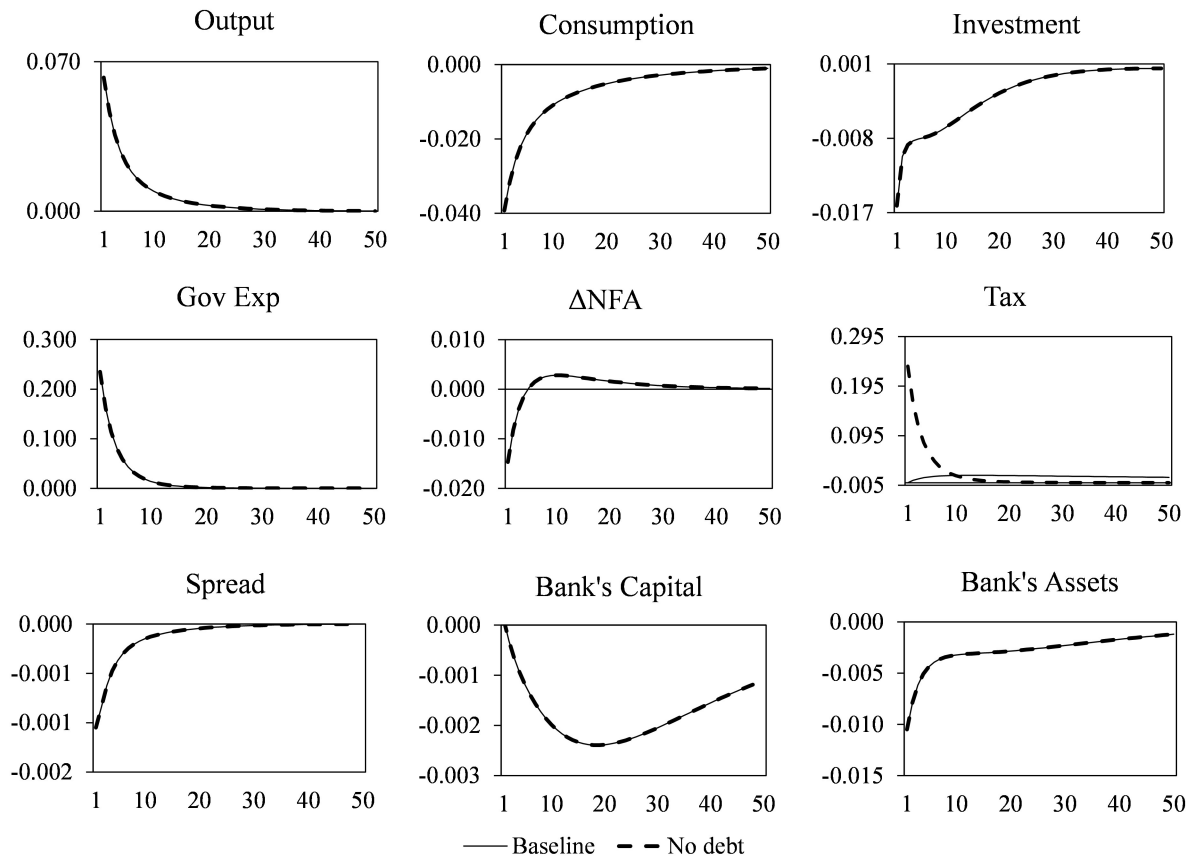 Output
0.070
0.000
1 10 20 30 40 50
Consumption
0.000
-0.020
-0.040
1 10 20 30 40 50
Investment
0.001
-0.008
-0.017
1 10 20 30 40 50
Gov Exp
0.300
0.200
0.100
0.000
1 10 20 30 40 50
ΔNFA
0.010
0.000
-0.010
-0.020
1 10 20 30 40 50
Tax
0.295
0.195
0.095
-0.005
1 10 20 30 40 50
Spread
0.000
-0.001
-0.001
-0.002
1 10 20 30 40 50
Bank's Capital
0.000
-0.001
-0.002
-0.003
1 10 20 30 40 50
Bank's Assets
0.000
-0.005
-0.010
-0.015
1 10 20 30 40 50
Baseline No debt